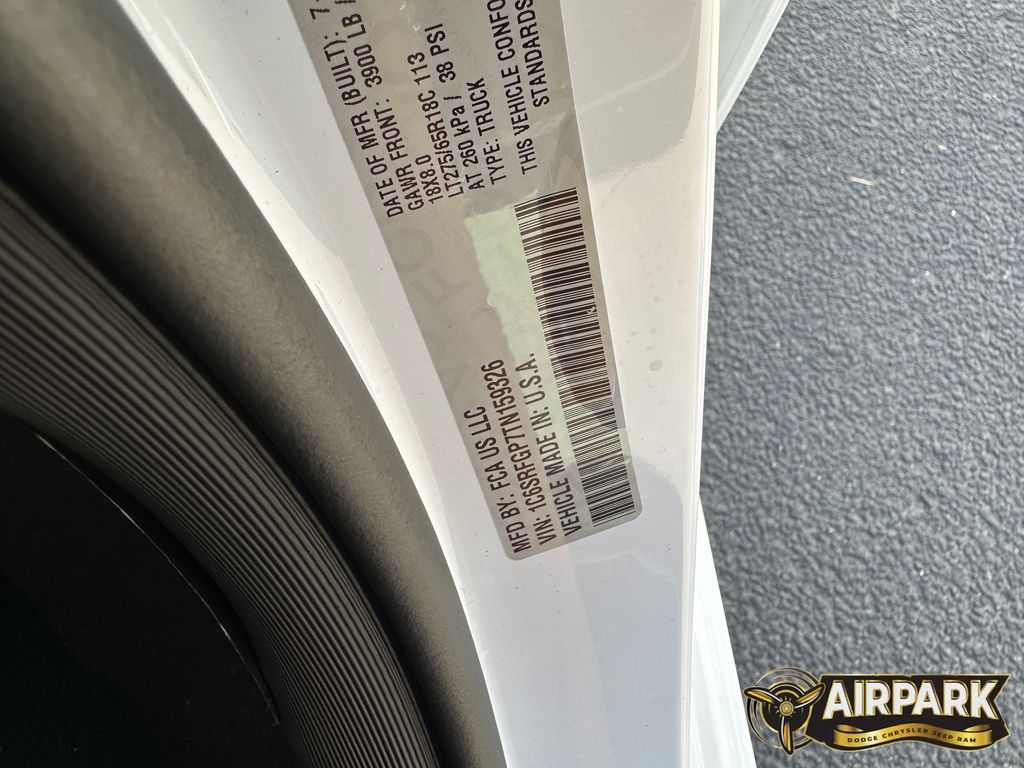 MFD BY: FCA US LLC
VIN: 1C6SRFGP7TN159326
VEHICLE MADE IN: U.S.A.
DATE OF MFR (BUILT): 7
GAWR FRONT: 3900 LB
18X8.0
LT275/65R18C 113
AT 260 kPa / 38 PSI
TYPE: TRUCK
THIS VEHICLE CONFO
STANDARDS
AIRPARK
DODGE CHRYSLER JEEP RAM